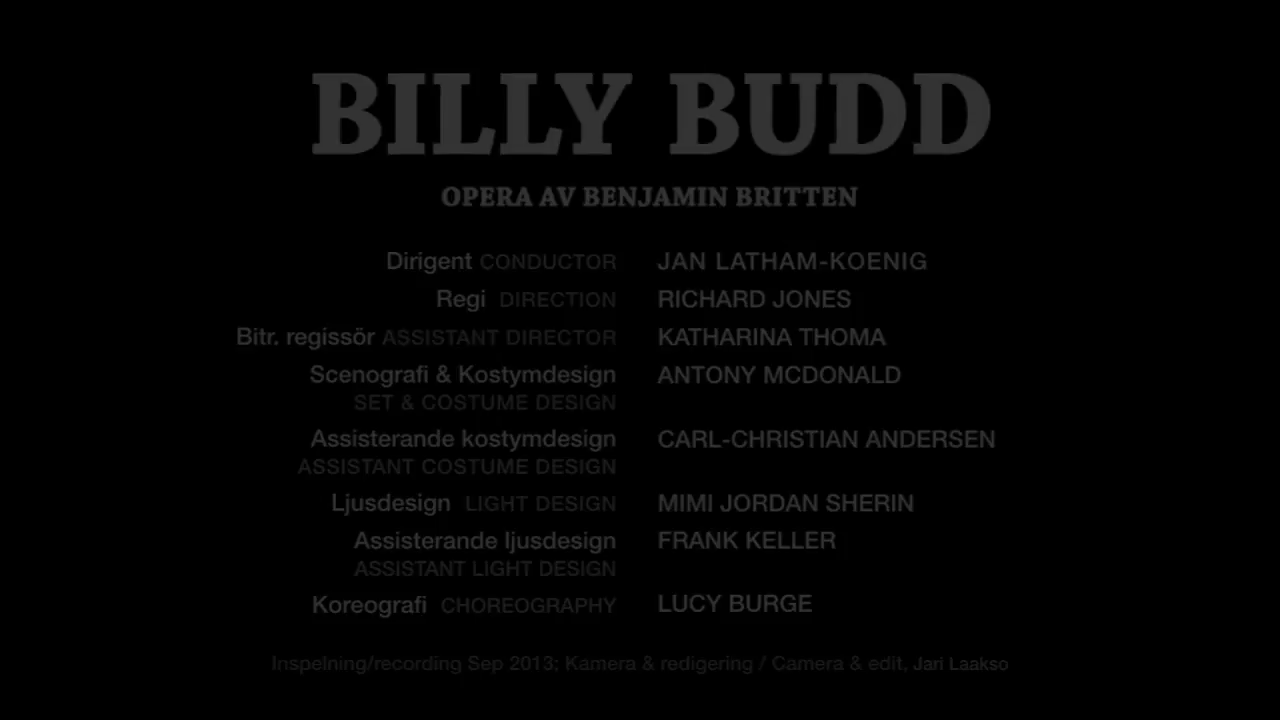 BILLY BUDD
OPERA AV BENJAMIN BRITTEN
Dirigent CONDUCTOR JAN LATHAM-KOENIG
Regi DIRECTION RICHARD JONES
Bitr. regissör ASSISTANT DIRECTOR KATHARINA THOMA
Scenografi & Kostymdesign ANTONY MCDONALD
SET & COSTUME DESIGN
Assisterande kostymdesign CARL-CHRISTIAN ANDERSEN
ASSISTANT COSTUME DESIGN
Ljusdesign LIGHT DESIGN MIMI JORDAN SHERIN
Assisterande ljusdesign FRANK KELLER
ASSISTANT LIGHT DESIGN
Koreografi CHOREOGRAPHY LUCY BURGE
Inspelning/recording Sep 2013; Kamera & redigering / Camera & edit, Jari Laakso